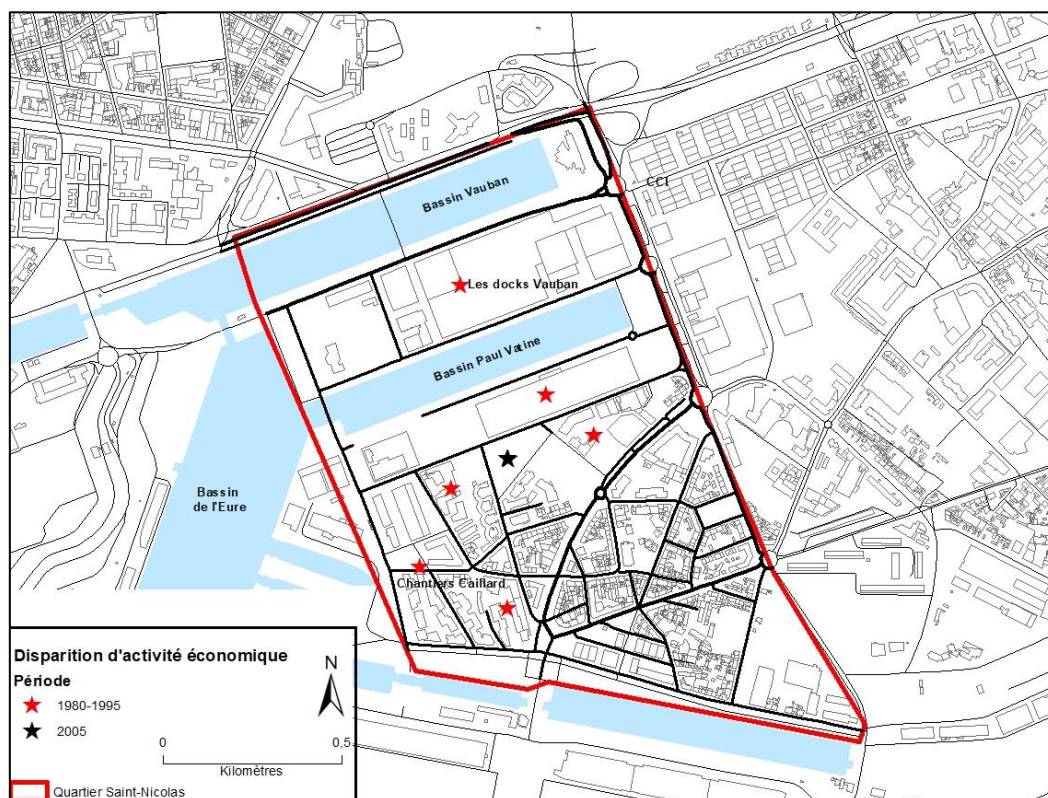 Bassin Vauban
CCI
Les docks Vauban
Bassin Paul Vatine
Bassin
de l'Eure
Chantiers Caillard
Disparition d'activité économique
Période
1980-1995
2005
N
0
0,5
Kilomètres
Quartier Saint-Nicolas